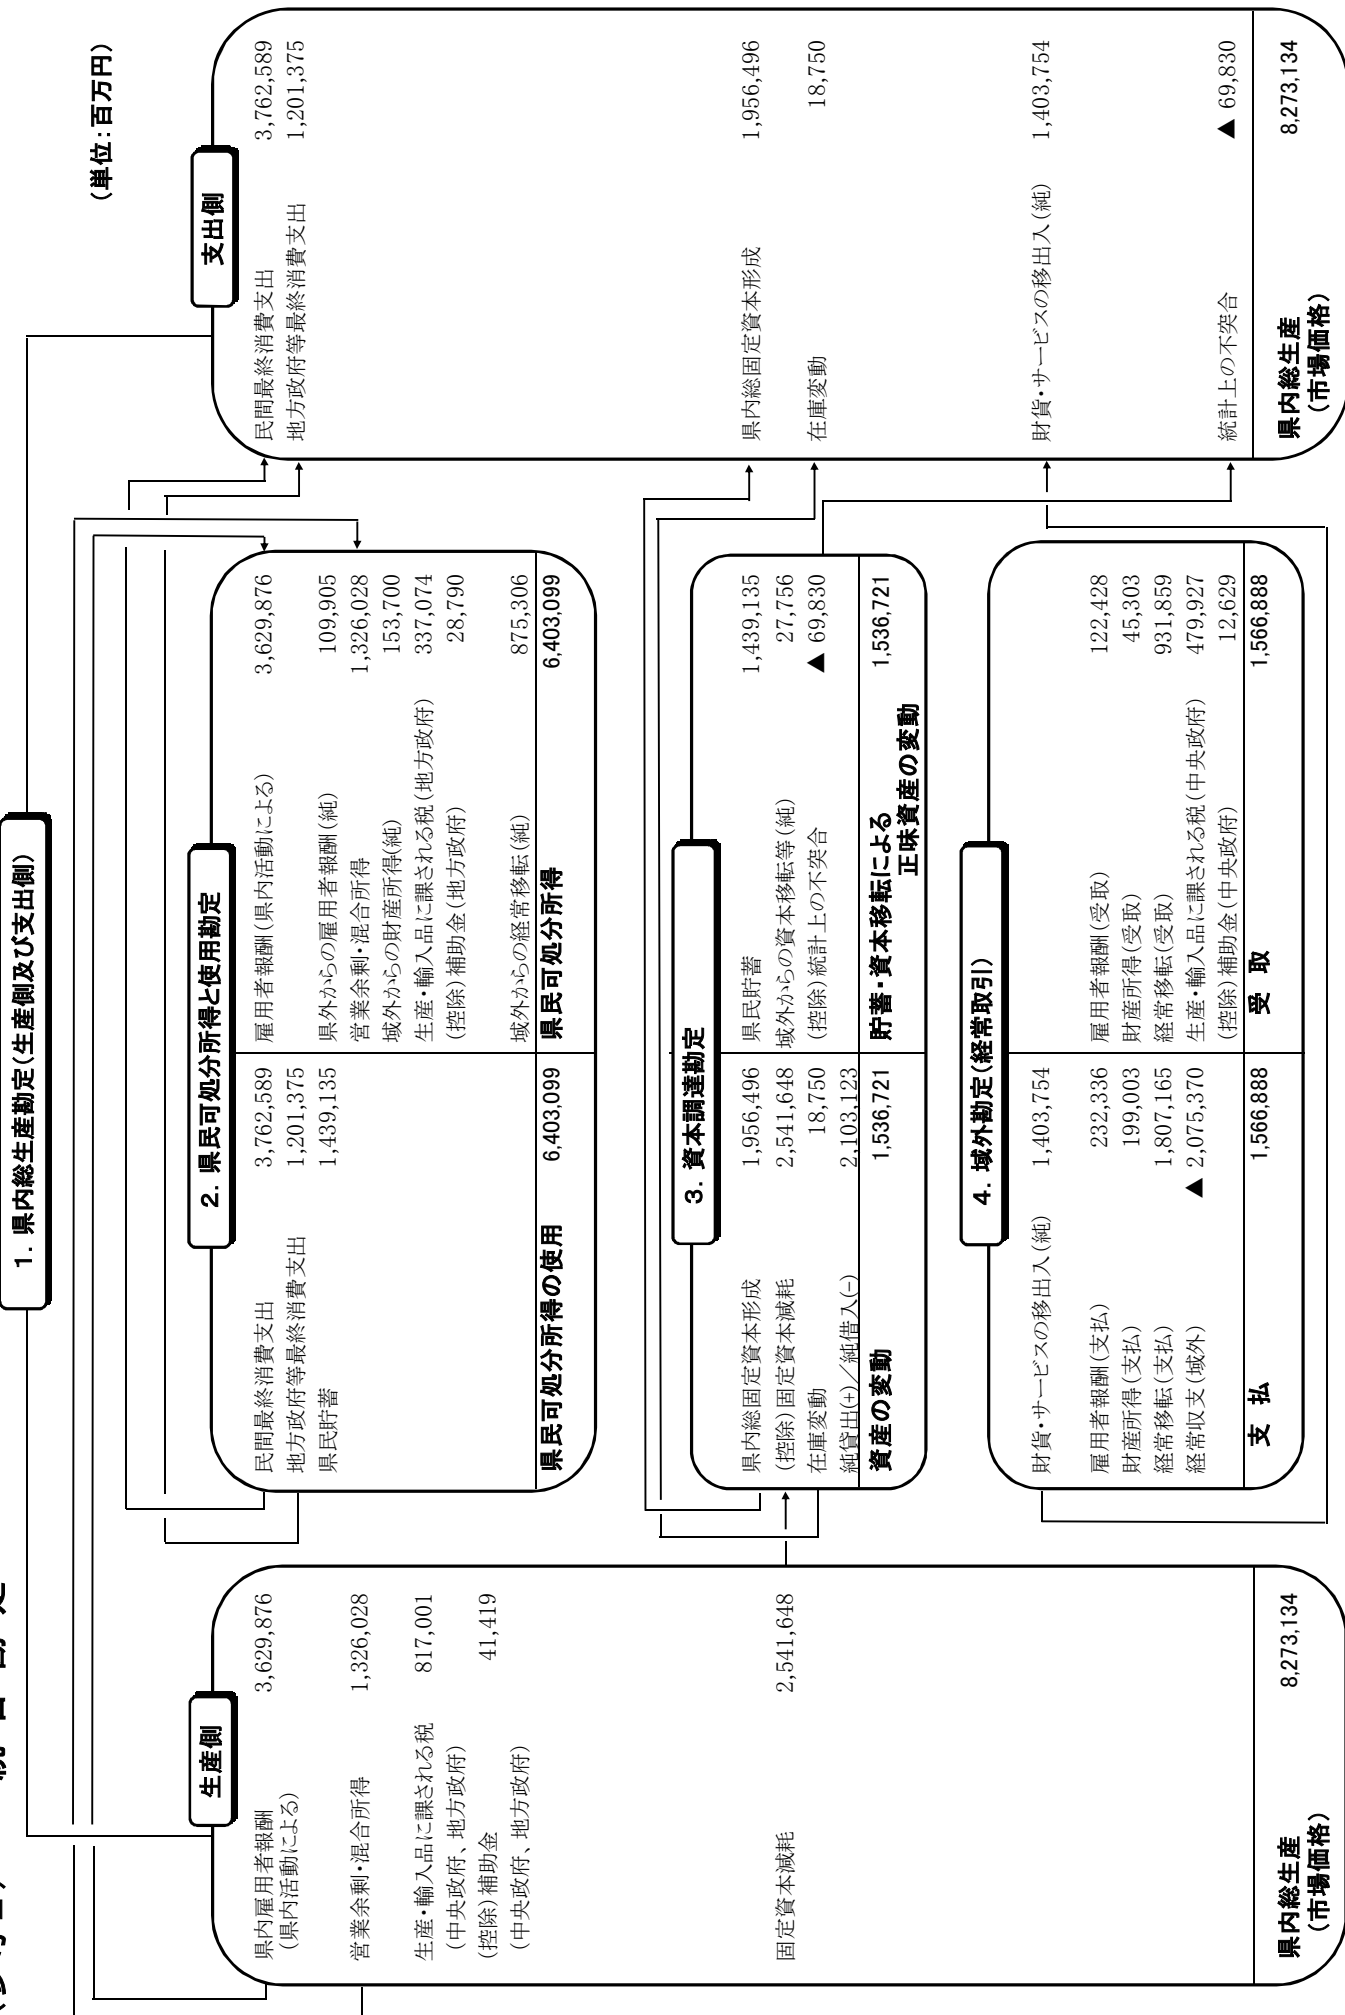 1. 県内総生産勘定(生産側及び支出側)
(単位:百万円)
生産側
県内雇用者報酬 3,629,876
(県内活動による)
営業余剰・混合所得 1,326,028
生産・輸入品に課される税 817,001
(中央政府、地方政府)
(控除)補助金 41,419
(中央政府、地方政府)
固定資本減耗 2,541,648
県内総生産 8,273,134
(市場価格)
2. 県民可処分所得と使用勘定
民間最終消費支出 3,762,589
地方政府等最終消費支出 1,201,375
県民貯蓄 1,439,135
県民可処分所得の使用 6,403,099
雇用者報酬(県内活動による) 3,629,876
県外からの雇用者報酬(純) 109,905
営業余剰・混合所得 1,326,028
域外からの財産所得(純) 153,700
生産・輸入品に課される税(地方政府) 337,074
(控除)補助金(地方政府) 28,790
域外からの経常移転(純) 875,306
県民可処分所得 6,403,099
3. 資本調達勘定
県内総固定資本形成 1,956,496
(控除)固定資本減耗 2,541,648
在庫変動 18,750
純貸出(+)/純借入(-) 2,103,123
資産の変動 1,536,721
県民貯蓄 1,439,135
域外からの資本移転等(純) 27,756
(控除)統計上の不突合 ▲ 69,830
貯蓄・資本移転による 1,536,721
正味資産の変動
4. 域外勘定(経常取引)
財貨・サービスの移出入(純) 1,403,754
雇用者報酬(支払) 232,336
財産所得(支払) 199,003
経常移転(支払) 1,807,165
経常収支(域外) ▲ 2,075,370
支 払 1,566,888
雇用者報酬(受取) 122,428
財産所得(受取) 45,303
経常移転(受取) 931,859
生産・輸入品に課される税(中央政府) 479,927
(控除)補助金(中央政府) 12,629
受 取 1,566,888
支出側
民間最終消費支出 3,762,589
地方政府等最終消費支出 1,201,375
県内総固定資本形成 1,956,496
在庫変動 18,750
財貨・サービスの移出入(純) 1,403,754
統計上の不突合 ▲ 69,830
県内総生産 8,273,134
(市場価格)